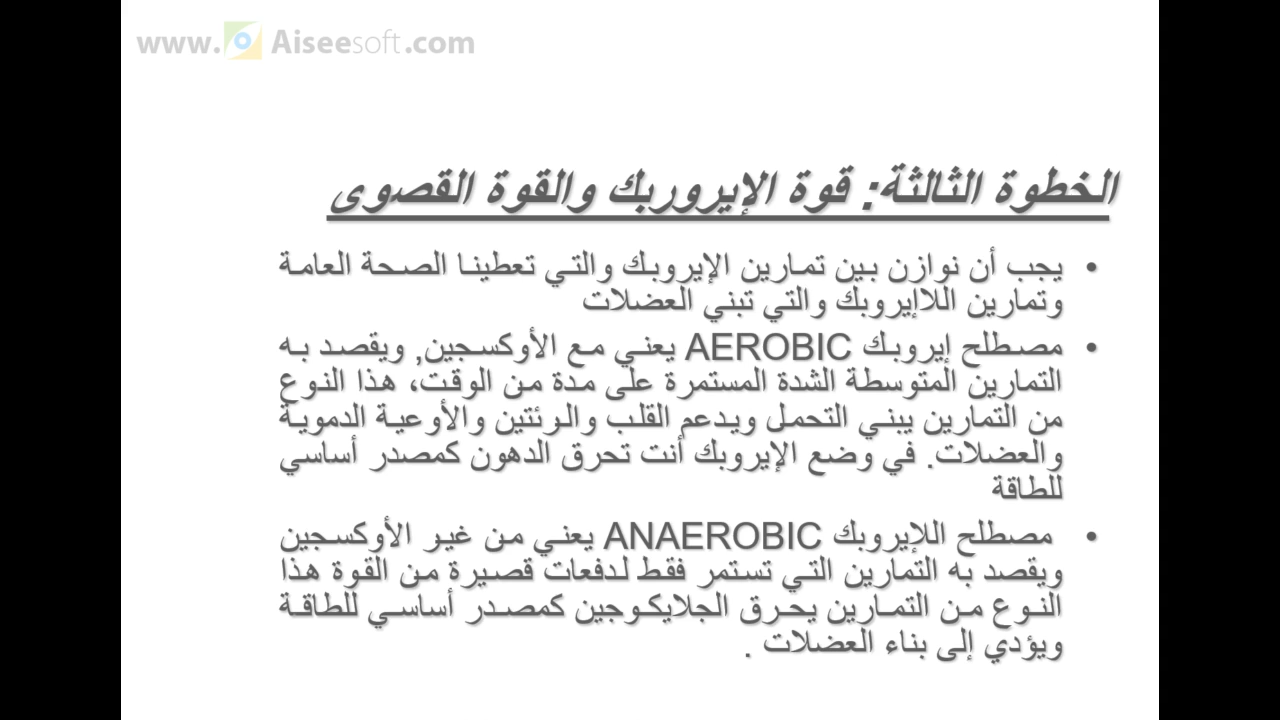 www.Aiseesoft.com
الخطوة الثالثة: قوة الإيروربك والقوة القصوى
• يجب أن نوازن بين تمارين الإيروبك والتي تعطينا الصحة العامة
وتمارين اللاإيروبك والتي تبني العضلات
• مصطلح إيروبك AEROBIC يعني مع الأوكسجين, ويقصد به
التمارين المتوسطة الشدة المستمرة على مدة من الوقت، هذا النوع
من التمارين يبني التحمل ويدعم القلب والرئتين والأوعية الدموية
والعضلات. في وضع الإيروبك أنت تحرق الدهون كمصدر أساسي
للطاقة
• مصطلح اللإيروبك ANAEROBIC يعني من غير الأوكسجين
ويقصد به التمارين التي تستمر فقط لدفعات قصيرة من القوة هذا
النوع من التمارين يحرق الجلايكوجين كمصدر أساسي للطاقة
ويؤدي إلى بناء العضلات .